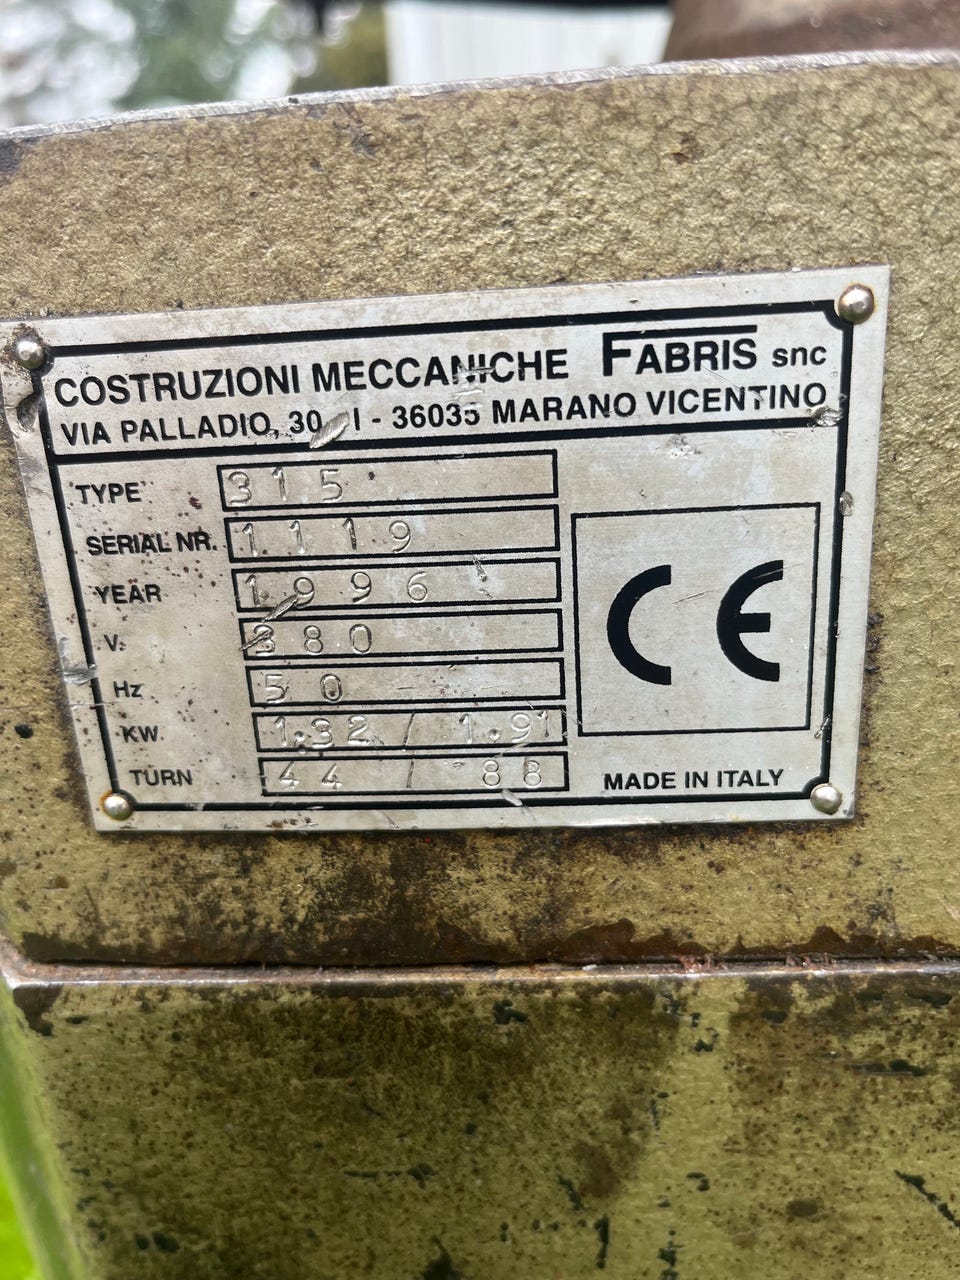 COSTRUZIONI MECCANICHE FABRIS snc
VIA PALLADIO, 30 I - 36035 MARANO VICENTINO
TYPE 315
SERIAL NR. 1119
YEAR 1996
V. 380
Hz 50
KW. 1.32 / 1.91
TURN 44 / 88
CE
MADE IN ITALY